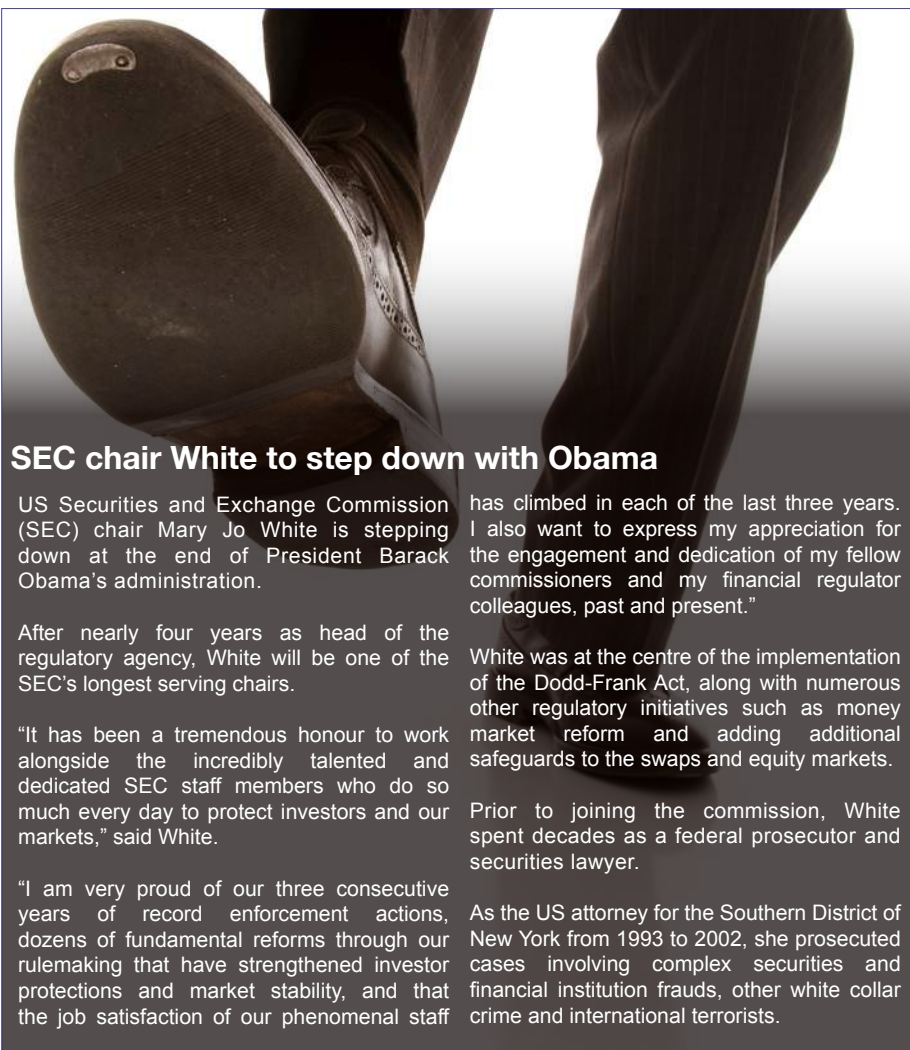 SEC chair White to step down with Obama
US Securities and Exchange Commission
(SEC) chair Mary Jo White is stepping
down at the end of President Barack
Obama’s administration.
After nearly four years as head of the
regulatory agency, White will be one of the
SEC’s longest serving chairs.
“It has been a tremendous honour to work
alongside the incredibly talented and
dedicated SEC staff members who do so
much every day to protect investors and our
markets,” said White.
“I am very proud of our three consecutive
years of record enforcement actions,
dozens of fundamental reforms through our
rulemaking that have strengthened investor
protections and market stability, and that
the job satisfaction of our phenomenal staff
has climbed in each of the last three years.
I also want to express my appreciation for
the engagement and dedication of my fellow
commissioners and my financial regulator
colleagues, past and present.”
White was at the centre of the implementation
of the Dodd-Frank Act, along with numerous
other regulatory initiatives such as money
market reform and adding additional
safeguards to the swaps and equity markets.
Prior to joining the commission, White
spent decades as a federal prosecutor and
securities lawyer.
As the US attorney for the Southern District of
New York from 1993 to 2002, she prosecuted
cases involving complex securities and
financial institution frauds, other white collar
crime and international terrorists.